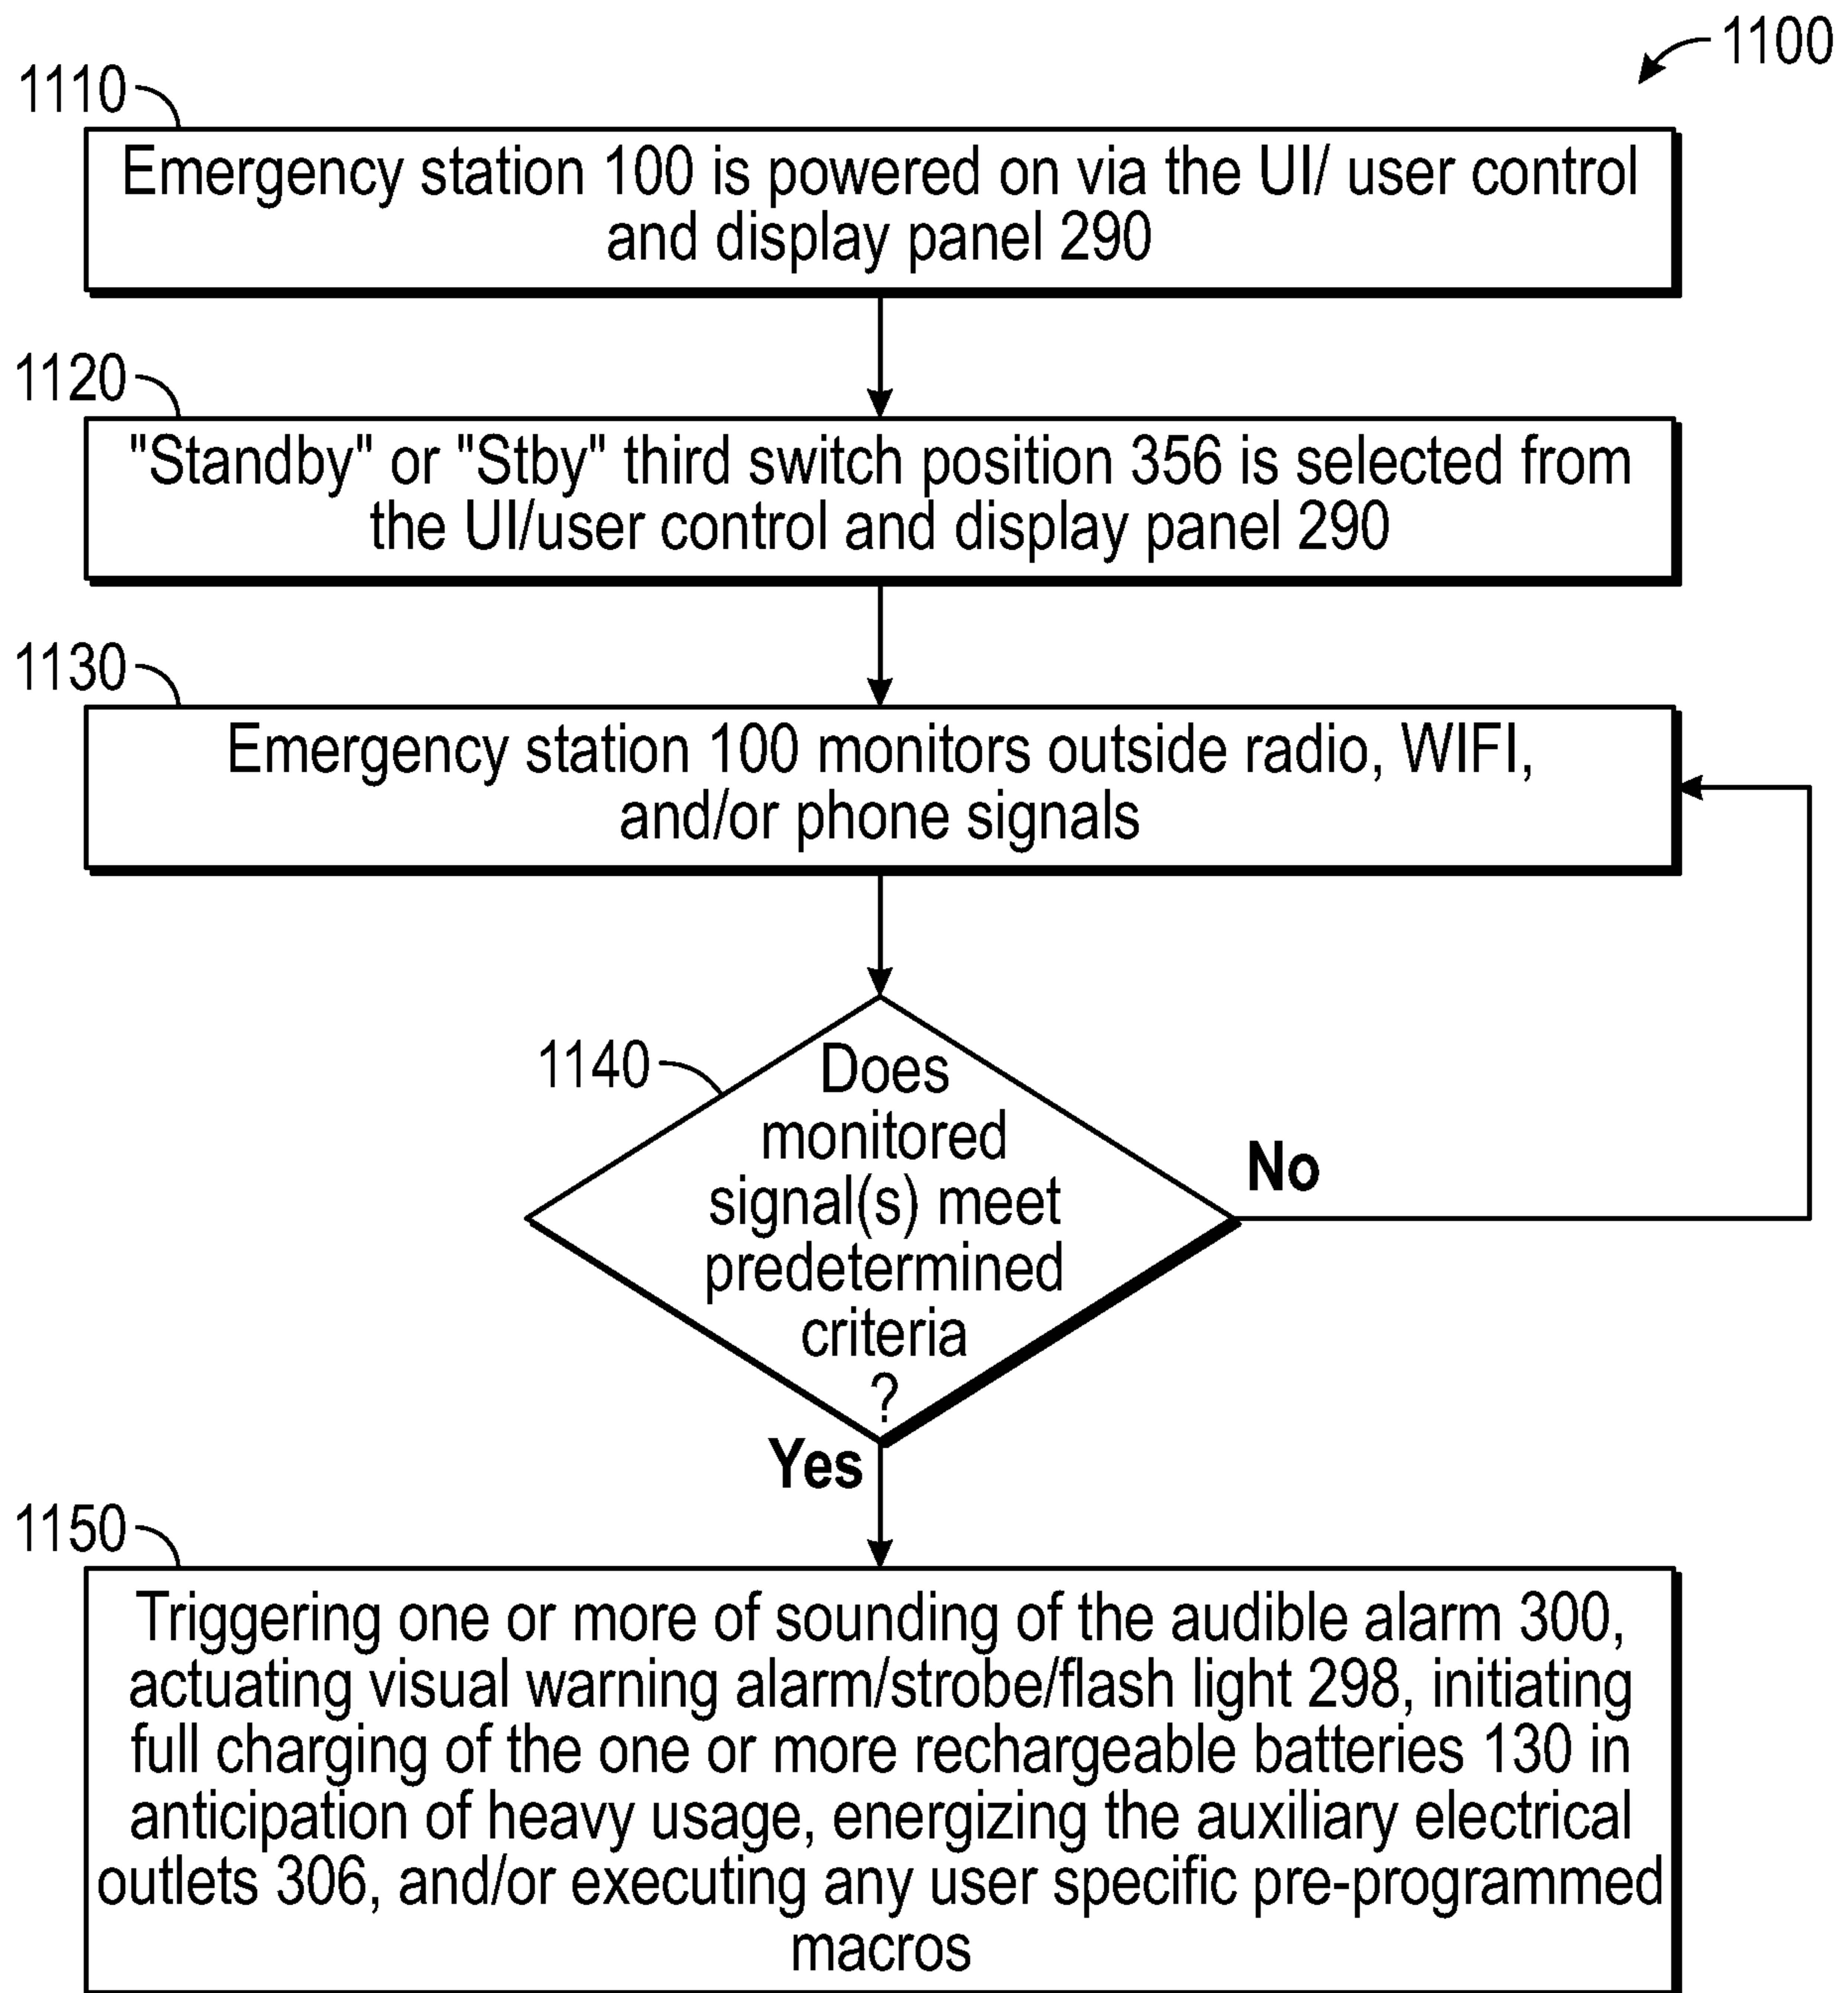 1100
1110
Emergency station 100 is powered on via the UI/ user control
and display panel 290
1120
"Standby" or "Stby" third switch position 356 is selected from
the UI/user control and display panel 290
1130
Emergency station 100 monitors outside radio, WIFI,
and/or phone signals
1140
Does
monitored
signal(s) meet
predetermined
criteria
?
No
Yes
1150
Triggering one or more of sounding of the audible alarm 300,
actuating visual warning alarm/strobe/flash light 298, initiating
full charging of the one or more rechargeable batteries 130 in
anticipation of heavy usage, energizing the auxiliary electrical
outlets 306, and/or executing any user specific pre-programmed
macros